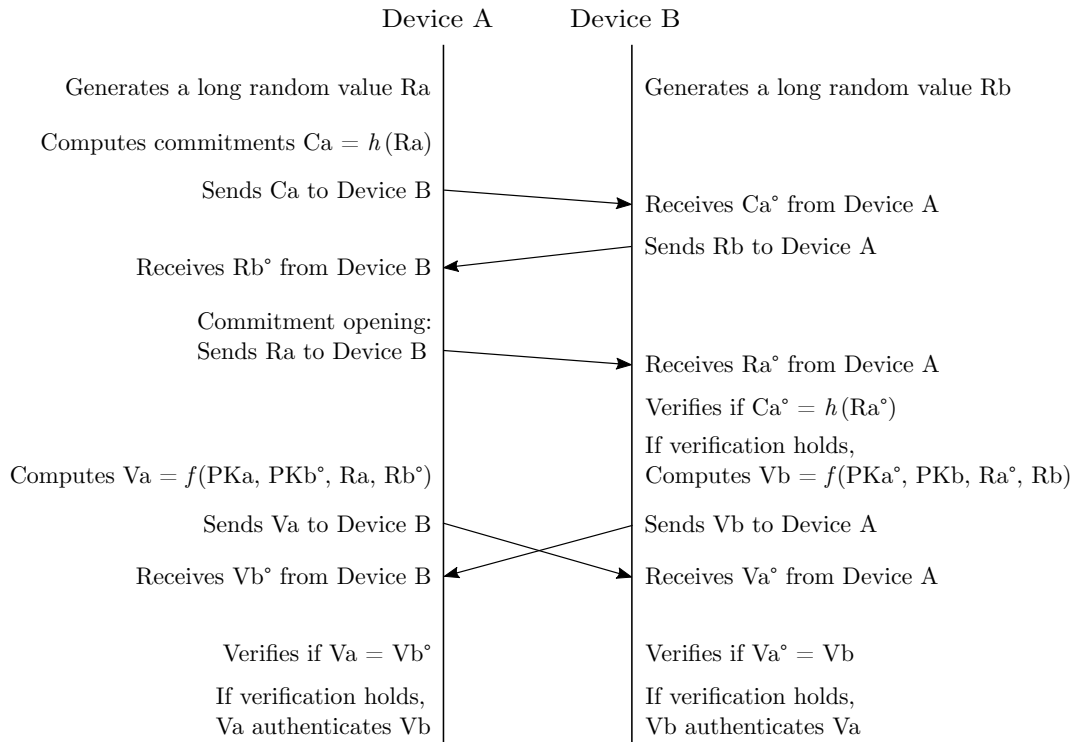 Device A Device B
Generates a long random value Ra
Generates a long random value Rb
Computes commitments Ca = h(Ra)
Sends Ca to Device B
Receives Ca° from Device A
Sends Rb to Device A
Receives Rb° from Device B
Commitment opening:
Sends Ra to Device B
Receives Ra° from Device A
Verifies if Ca° = h(Ra°)
If verification holds,
Computes Va = f(PKa, PKb°, Ra, Rb°)
Computes Vb = f(PKa°, PKb, Ra°, Rb)
Sends Va to Device B
Sends Vb to Device A
Receives Vb° from Device B
Receives Va° from Device A
Verifies if Va = Vb°
Verifies if Va° = Vb
If verification holds,
Va authenticates Vb
If verification holds,
Vb authenticates Va